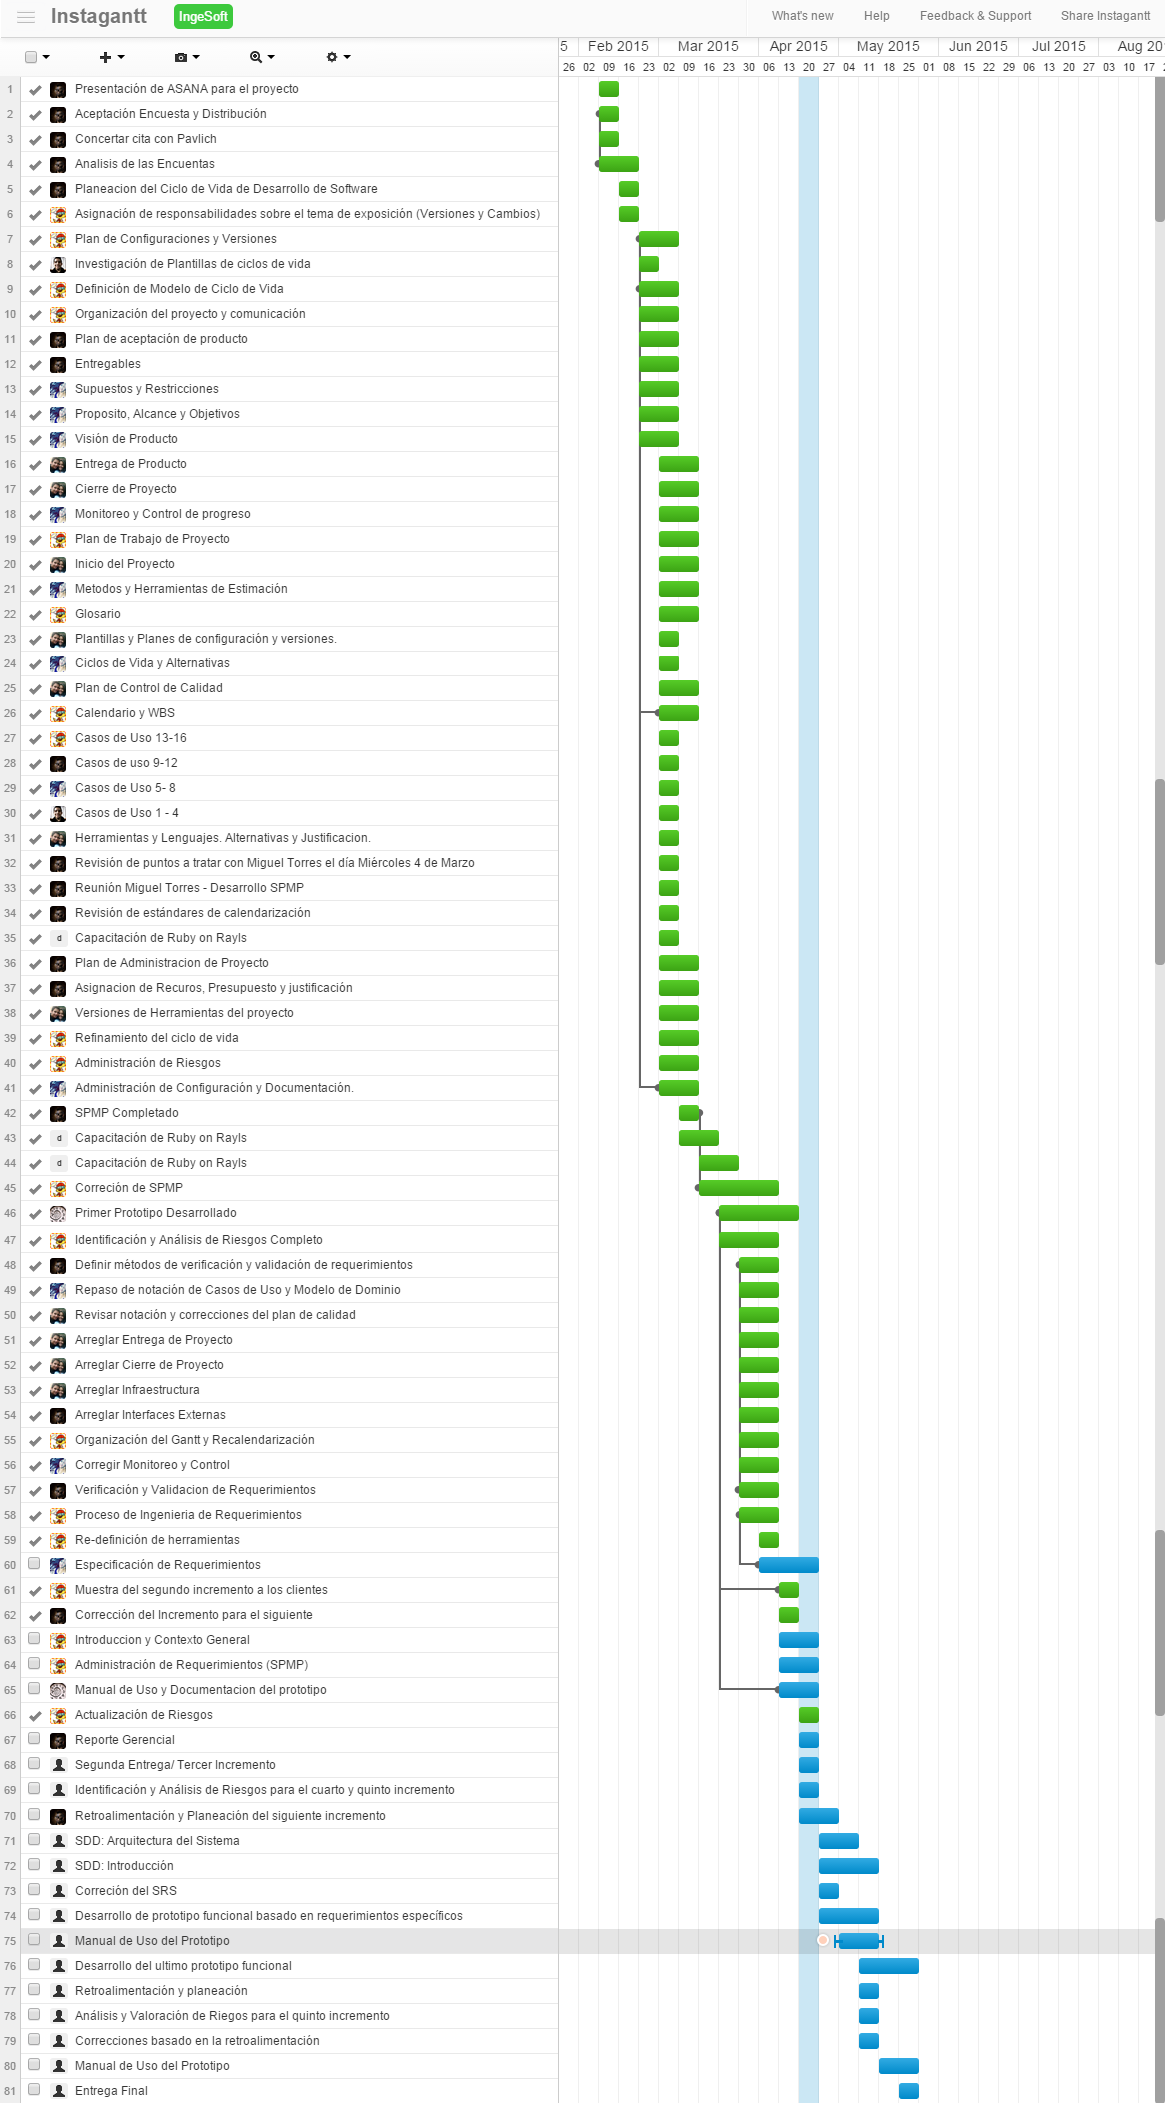 Instagantt IngeSoft What's new Help Feedback & Support Share Instagantt
5 Feb 2015 Mar 2015 Apr 2015 May 2015 Jun 2015 Jul 2015 Aug 20
26 02 09 16 23 02 09 16 23 30 06 13 20 27 04 11 18 25 01 08 15 22 29 06 13 20 27 03 10 17
1 Presentación de ASANA para el proyecto
2 Aceptación Encuesta y Distribución
3 Concertar cita con Pavlich
4 Analisis de las Encuentas
5 Planeacion del Ciclo de Vida de Desarrollo de Software
6 Asignación de responsabilidades sobre el tema de exposición (Versiones y Cambios)
7 Plan de Configuraciones y Versiones
8 Investigación de Plantillas de ciclos de vida
9 Definición de Modelo de Ciclo de Vida
10 Organización del proyecto y comunicación
11 Plan de aceptación de producto
12 Entregables
13 Supuestos y Restricciones
14 Proposito, Alcance y Objetivos
15 Visión de Producto
16 Entrega de Producto
17 Cierre de Proyecto
18 Monitoreo y Control de progreso
19 Plan de Trabajo de Proyecto
20 Inicio del Proyecto
21 Metodos y Herramientas de Estimación
22 Glosario
23 Plantillas y Planes de configuración y versiones.
24 Ciclos de Vida y Alternativas
25 Plan de Control de Calidad
26 Calendario y WBS
27 Casos de Uso 13-16
28 Casos de uso 9-12
29 Casos de Uso 5- 8
30 Casos de Uso 1 - 4
31 Herramientas y Lenguajes. Alternativas y Justificacion.
32 Revisión de puntos a tratar con Miguel Torres el día Miércoles 4 de Marzo
33 Reunión Miguel Torres - Desarrollo SPMP
34 Revisión de estándares de calendarización
35 d Capacitación de Ruby on Rayls
36 Plan de Administracion de Proyecto
37 Asignacion de Recuros, Presupuesto y justificación
38 Versiones de Herramientas del proyecto
39 Refinamiento del ciclo de vida
40 Administración de Riesgos
41 Administración de Configuración y Documentación.
42 SPMP Completado
43 d Capacitación de Ruby on Rayls
44 d Capacitación de Ruby on Rayls
45 Correción de SPMP
46 Primer Prototipo Desarrollado
47 Identificación y Análisis de Riesgos Completo
48 Definir métodos de verificación y validación de requerimientos
49 Repaso de notación de Casos de Uso y Modelo de Dominio
50 Revisar notación y correcciones del plan de calidad
51 Arreglar Entrega de Proyecto
52 Arreglar Cierre de Proyecto
53 Arreglar Infraestructura
54 Arreglar Interfaces Externas
55 Organización del Gantt y Recalendarización
56 Corregir Monitoreo y Control
57 Verificación y Validacion de Requerimientos
58 Proceso de Ingenieria de Requerimientos
59 Re-definición de herramientas
60 Especificación de Requerimientos
61 Muestra del segundo incremento a los clientes
62 Corrección del Incremento para el siguiente
63 Introduccion y Contexto General
64 Administración de Requerimientos (SPMP)
65 Manual de Uso y Documentacion del prototipo
66 Actualización de Riesgos
67 Reporte Gerencial
68 Segunda Entrega/ Tercer Incremento
69 Identificación y Análisis de Riesgos para el cuarto y quinto incremento
70 Retroalimentación y Planeación del siguiente incremento
71 SDD: Arquitectura del Sistema
72 SDD: Introducción
73 Correción del SRS
74 Desarrollo de prototipo funcional basado en requerimientos específicos
75 Manual de Uso del Prototipo
76 Desarrollo del ultimo prototipo funcional
77 Retroalimentación y planeación
78 Análisis y Valoración de Riegos para el quinto incremento
79 Correcciones basado en la retroalimentación
80 Manual de Uso del Prototipo
81 Entrega Final